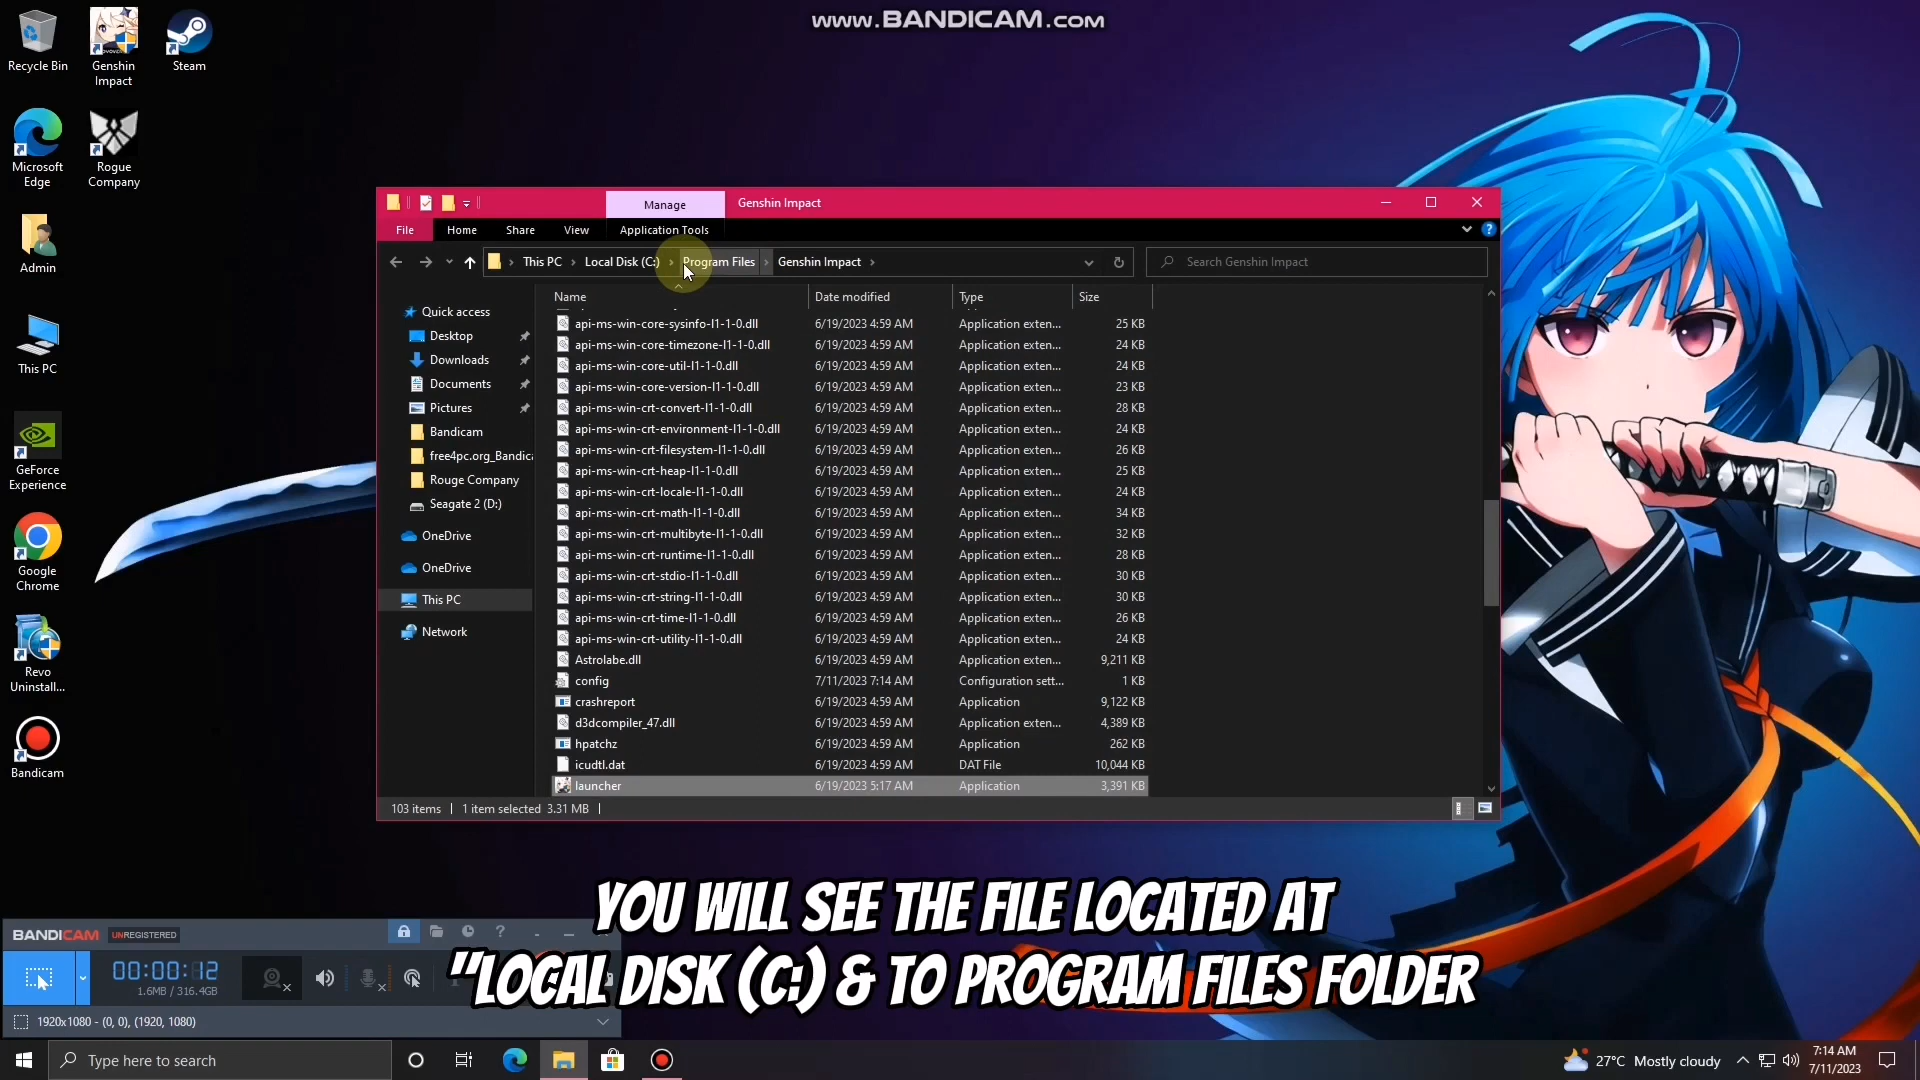 www.BANDICAM.com
Recycle Bin
Genshin
Impact
Steam
Microsoft
Edge
Rogue
Company
Admin
This PC
GeForce
Experience
Google
Chrome
Revo
Uninstall...
Bandicam
Manage
Genshin Impact
File
Home
Share
View
Application Tools
This PC
Local Disk (C:)
Program Files
Genshin Impact
Search Genshin Impact
Quick access
Desktop
Downloads
Documents
Pictures
Bandicam
free4pc.org_Bandica
Rouge Company
Seagate 2 (D:)
OneDrive
OneDrive
This PC
Network
Name Date modified Type Size
api-ms-win-core-sysinfo-l1-1-0.dll 6/19/2023 4:59 AM Application exten... 25 KB
api-ms-win-core-timezone-l1-1-0.dll 6/19/2023 4:59 AM Application exten... 24 KB
api-ms-win-core-util-l1-1-0.dll 6/19/2023 4:59 AM Application exten... 24 KB
api-ms-win-core-version-l1-1-0.dll 6/19/2023 4:59 AM Application exten... 23 KB
api-ms-win-crt-convert-l1-1-0.dll 6/19/2023 4:59 AM Application exten... 28 KB
api-ms-win-crt-environment-l1-1-0.dll 6/19/2023 4:59 AM Application exten... 24 KB
api-ms-win-crt-filesystem-l1-1-0.dll 6/19/2023 4:59 AM Application exten... 26 KB
api-ms-win-crt-heap-l1-1-0.dll 6/19/2023 4:59 AM Application exten... 25 KB
api-ms-win-crt-locale-l1-1-0.dll 6/19/2023 4:59 AM Application exten... 24 KB
api-ms-win-crt-math-l1-1-0.dll 6/19/2023 4:59 AM Application exten... 34 KB
api-ms-win-crt-multibyte-l1-1-0.dll 6/19/2023 4:59 AM Application exten... 32 KB
api-ms-win-crt-runtime-l1-1-0.dll 6/19/2023 4:59 AM Application exten... 28 KB
api-ms-win-crt-stdio-l1-1-0.dll 6/19/2023 4:59 AM Application exten... 30 KB
api-ms-win-crt-string-l1-1-0.dll 6/19/2023 4:59 AM Application exten... 30 KB
api-ms-win-crt-time-l1-1-0.dll 6/19/2023 4:59 AM Application exten... 26 KB
api-ms-win-crt-utility-l1-1-0.dll 6/19/2023 4:59 AM Application exten... 24 KB
Astrolabe.dll 6/19/2023 4:59 AM Application exten... 9,211 KB
config 7/11/2023 7:14 AM Configuration sett... 1 KB
crashreport 6/19/2023 4:59 AM Application 9,122 KB
d3dcompiler_47.dll 6/19/2023 4:59 AM Application exten... 4,389 KB
hpatchz 6/19/2023 4:59 AM Application 262 KB
icudtl.dat 6/19/2023 4:59 AM DAT File 10,044 KB
launcher 6/19/2023 5:17 AM Application 3,391 KB
103 items 1 item selected 3.31 MB
YOU WILL SEE THE FILE LOCATED AT
"LOCAL DISK (C:) & TO PROGRAM FILES FOLDER
BANDICAM UNREGISTERED
00:00:12
1.6MB / 316.4GB
1920x1080 - (0, 0), (1920, 1080)
Type here to search
27°C Mostly cloudy
7:14 AM
7/11/2023